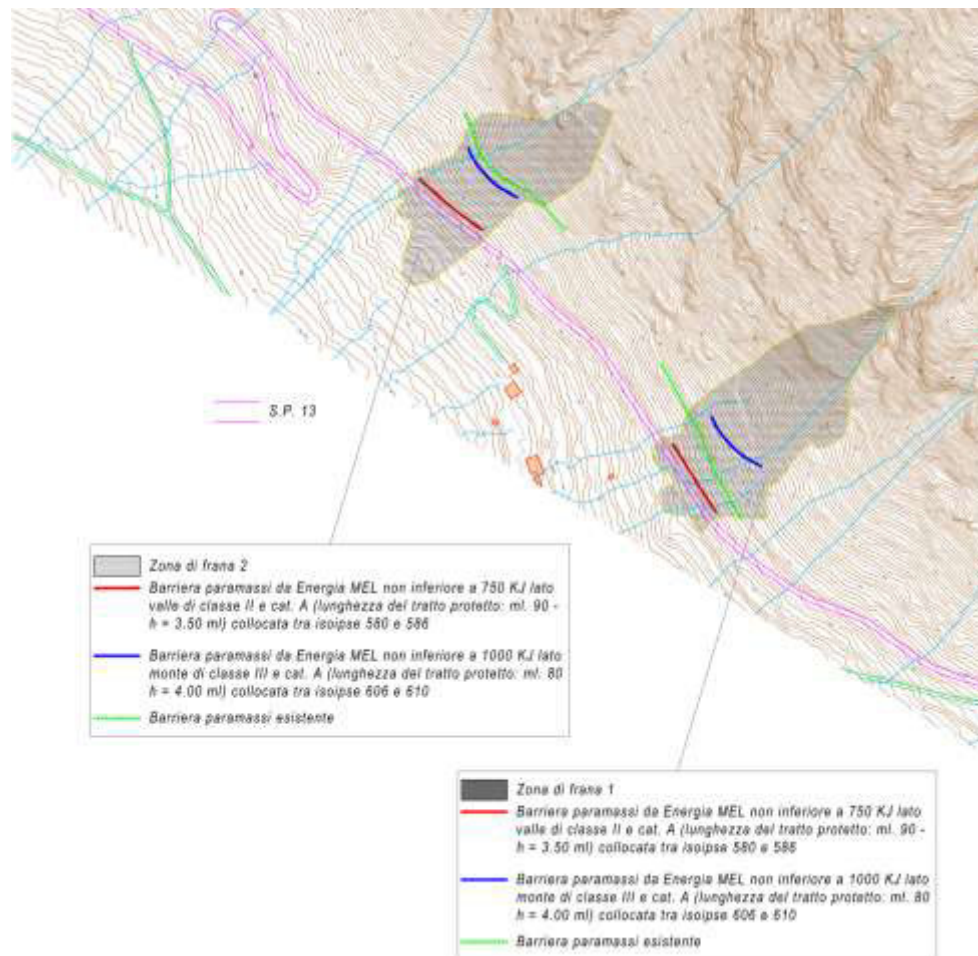 S.P. 13
Zona di frana 2
Barriera paramassi da Energia MEL non inferiore a 750 KJ lato
valle di classe II e cat. A (lunghezza del tratto protetto: ml. 90 -
h = 3.50 ml) collocata tra isoipse 580 e 586
Barriera paramassi da Energia MEL non inferiore a 1000 KJ lato
monte di classe III e cat. A (lunghezza del tratto protetto: ml. 80
h = 4.00 ml) collocata tra isoipse 606 e 610
Barriera paramassi esistente
Zona di frana 1
Barriera paramassi da Energia MEL non inferiore a 750 KJ lato
valle di classe II e cat. A (lunghezza del tratto protetto: ml. 90 -
h = 3.50 ml) collocata tra isoipse 580 e 586
Barriera paramassi da Energia MEL non inferiore a 1000 KJ lato
monte di classe III e cat. A (lunghezza del tratto protetto: ml. 80
h = 4.00 ml) collocata tra isoipse 606 e 610
Barriera paramassi esistente